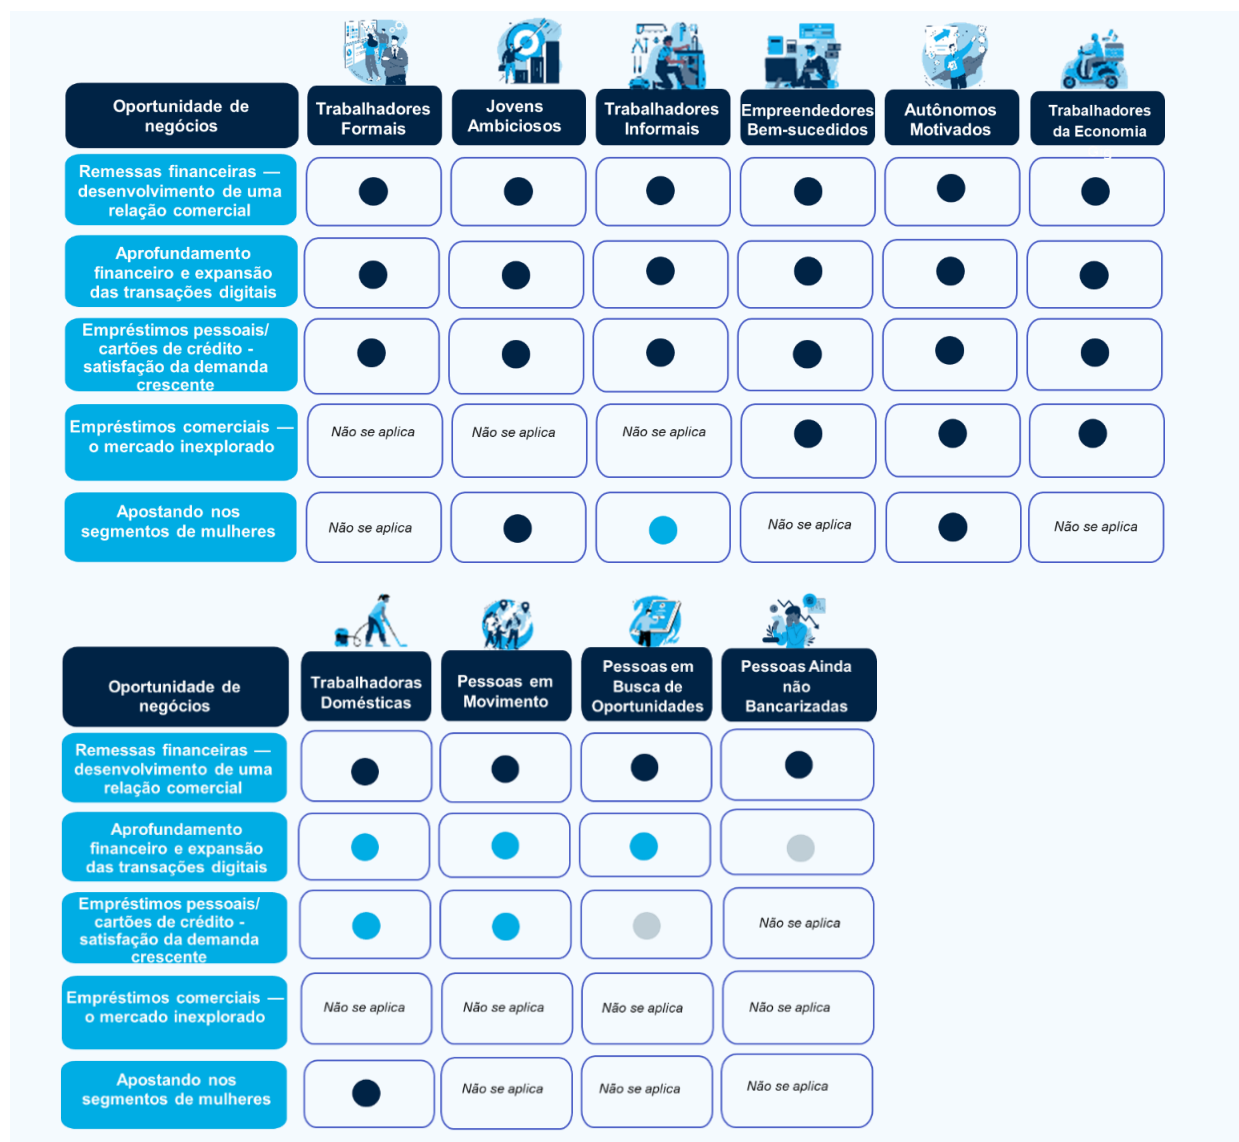 Oportunidade de
negócios
Trabalhadores
Formais
Jovens
Ambiciosos
Trabalhadores
Informais
Empreendedores
Bem-sucedidos
Autônomos
Motivados
Trabalhadores
da Economia
Remessas financeiras —
desenvolvimento de uma
relação comercial
Aprofundamento
financeiro e expansão
das transações digitais
Empréstimos pessoais/
cartões de crédito -
satisfação da demanda
crescente
Empréstimos comerciais —
o mercado inexplorado
Não se aplica
Não se aplica
Não se aplica
Apostando nos
segmentos de mulheres
Não se aplica
Não se aplica
Não se aplica
Oportunidade de
negócios
Trabalhadoras
Domésticas
Pessoas em
Movimento
Pessoas em
Busca de
Oportunidades
Pessoas Ainda
não
Bancarizadas
Remessas financeiras —
desenvolvimento de uma
relação comercial
Aprofundamento
financeiro e expansão
das transações digitais
Empréstimos pessoais/
cartões de crédito -
satisfação da demanda
crescente
Não se aplica
Empréstimos comerciais —
o mercado inexplorado
Não se aplica
Não se aplica
Não se aplica
Não se aplica
Apostando nos
segmentos de mulheres
Não se aplica
Não se aplica
Não se aplica